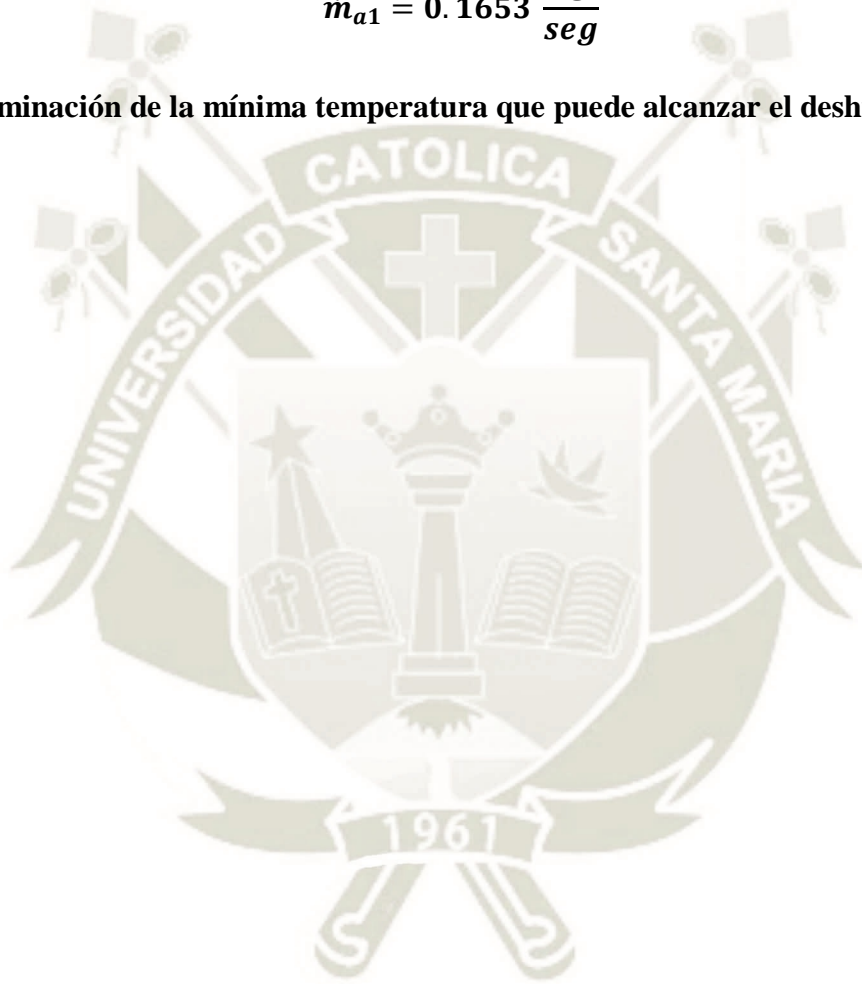 m_{a1} = 0.1653 \frac{}{seg}
minación de la mínima temperatura que puede alcanzar el desh
UNIVERSIDAD CATOLICA SANTA MARIA
1961